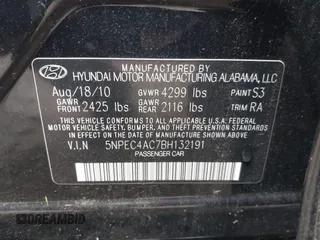 MANUFACTURED BY
HYUNDAI MOTOR MANUFACTURING ALABAMA, LLC
Aug/18/10 GVWR 4299 lbs PAINT S3
GAWR FRONT 2425 lbs GAWR REAR 2116 lbs TRIM RA
THIS VEHICLE CONFORMS TO ALL APPLICABLE
FEDERAL MOTOR VEHICLE SAFETY, BUMPER, AND
THEFT PREVENTION STANDARDS IN EFFECT ON
THE DATE OF MANUFACTURE SHOWN ABOVE.
V.I.N 5NPEC4AC7BH132191
PASSENGER CAR
AUTOBIDMASTER